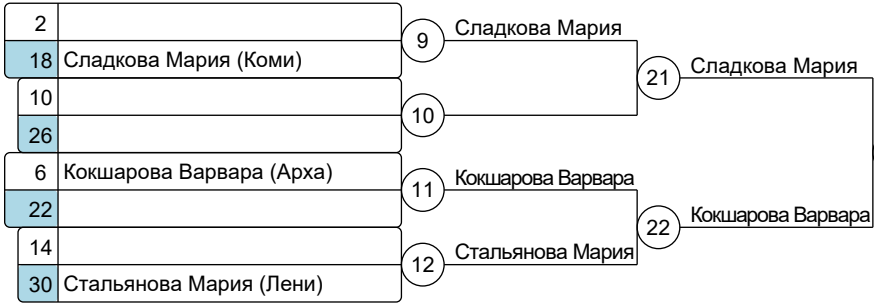 2
9
Сладкова Мария
18 Сладкова Мария (Коми)
21
Сладкова Мария
10
10
26
6 Кокшарова Варвара (Арха)
11
Кокшарова Варвара
22
22
Кокшарова Варвара
14
12
Стальянова Мария
30 Стальянова Мария (Лени)